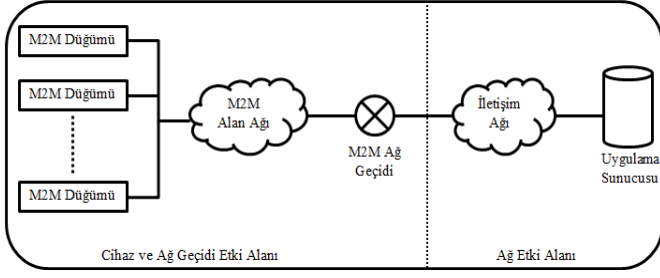 M2M Düğümü
M2M Düğümü
M2M Düğümü
M2M
Alan Ağı
M2M Ağ
Geçidi
İletişim
Ağı
Uygulama
Sunucusu
Cihaz ve Ağ Geçidi Etki Alanı
Ağ Etki Alanı